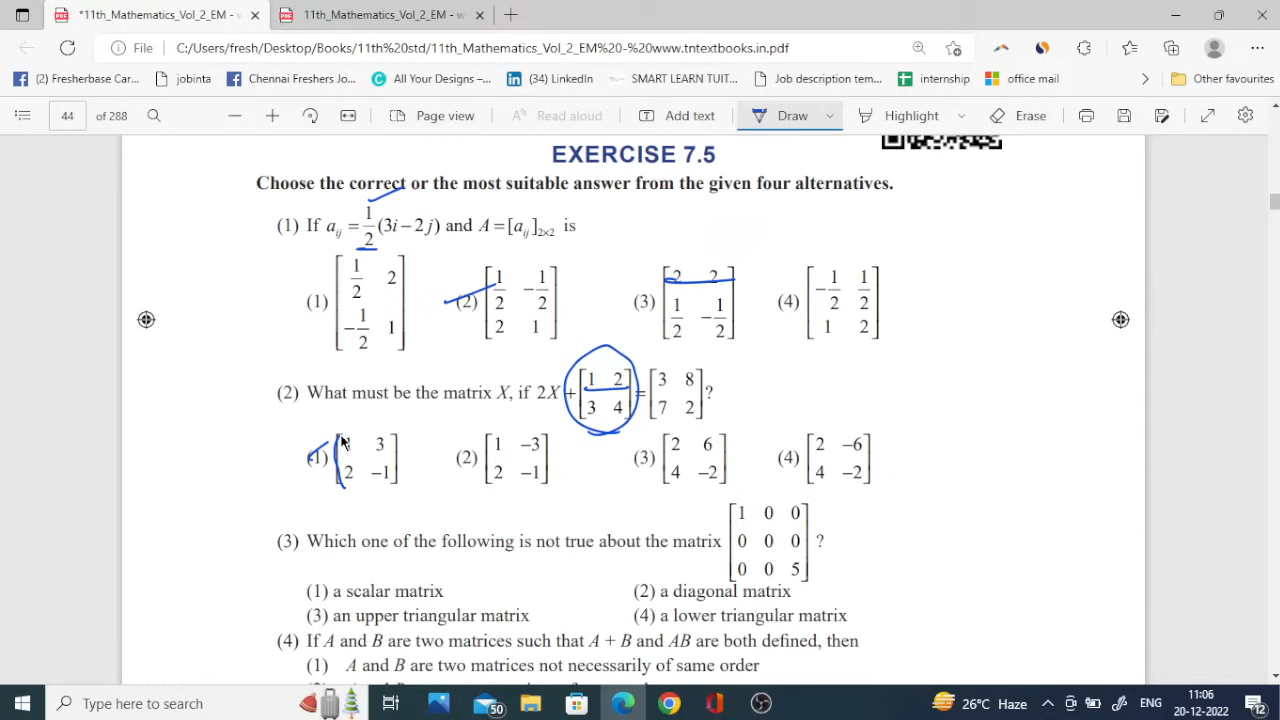 *11th_Mathematics_Vol_2_EM - w
11th_Mathematics_Vol_2_EM - w
File C:/Users/fresh/Desktop/Books/11th%20std/11th_Mathematics_Vol_2_EM%20-%20www.tntextbooks.in.pdf
(2) Fresherbase Car... jobinta Chennai Freshers Jo... All Your Designs –... (34) LinkedIn SMART LEARN TUIT... Job description tem... internship office mail Other favourites
44 of 288 Page view Read aloud Add text Draw Highlight Erase
EXERCISE 7.5
Choose the correct or the most suitable answer from the given four alternatives.
(1) If a_ij = 1/2 (3i – 2j) and A = [a_ij]_2×2 is
(1) [1/2 2; –1/2 1] (2) [1/2 –1/2; 2 1] (3) [2 2; 1/2 –1/2] (4) [–1/2 1/2; 1 2]
(2) What must be the matrix X, if 2X + [1 2; 3 4] = [3 8; 7 2]?
(1) [1 3; 2 –1] (2) [1 –3; 2 –1] (3) [2 6; 4 –2] (4) [2 –6; 4 –2]
(3) Which one of the following is not true about the matrix [1 0 0; 0 0 0; 0 0 5] ?
(1) a scalar matrix (2) a diagonal matrix
(3) an upper triangular matrix (4) a lower triangular matrix
(4) If A and B are two matrices such that A + B and AB are both defined, then
(1) A and B are two matrices not necessarily of same order
Type here to search 50 26°C Haze ENG 11:06
20-12-2022 12